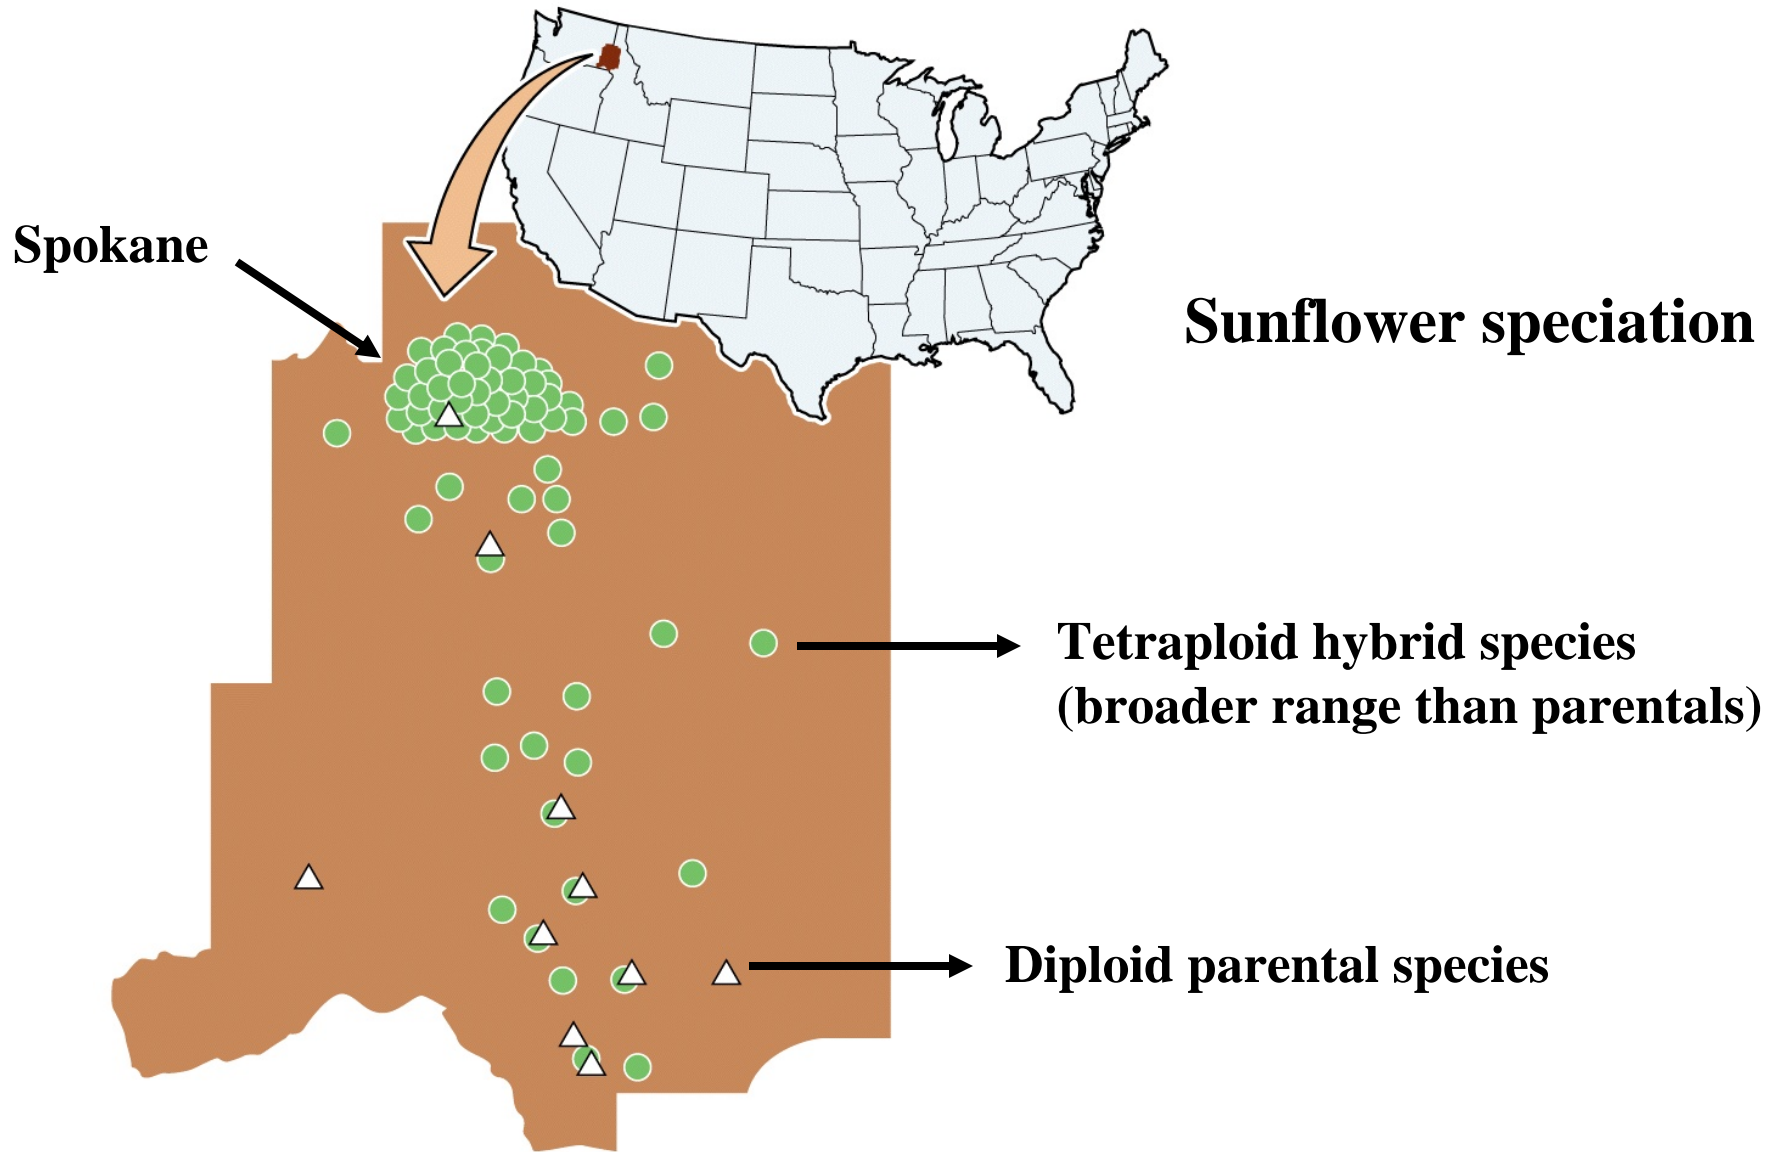 Spokane
Sunflower speciation
Tetraploid hybrid species
(broader range than parentals)
Diploid parental species